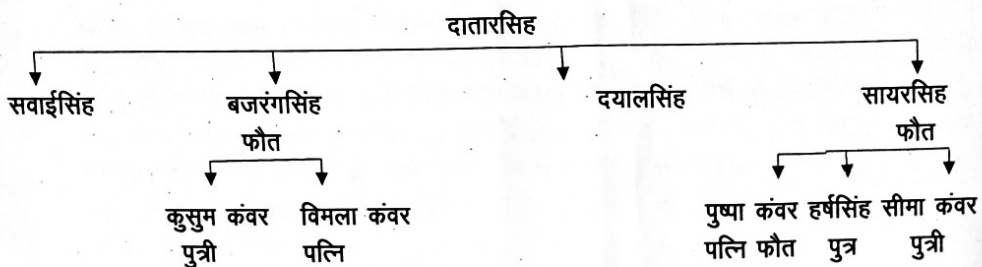 दातारसिह
सवाईसिंह बजरंगसिंह दयालसिंह सायरसिह
फौत फौत
कुसुम कंवर विमला कंवर पुष्पा कंवर हर्षसिंह सीमा कंवर
पुत्री पत्नि पत्नि फौत पुत्र पुत्री